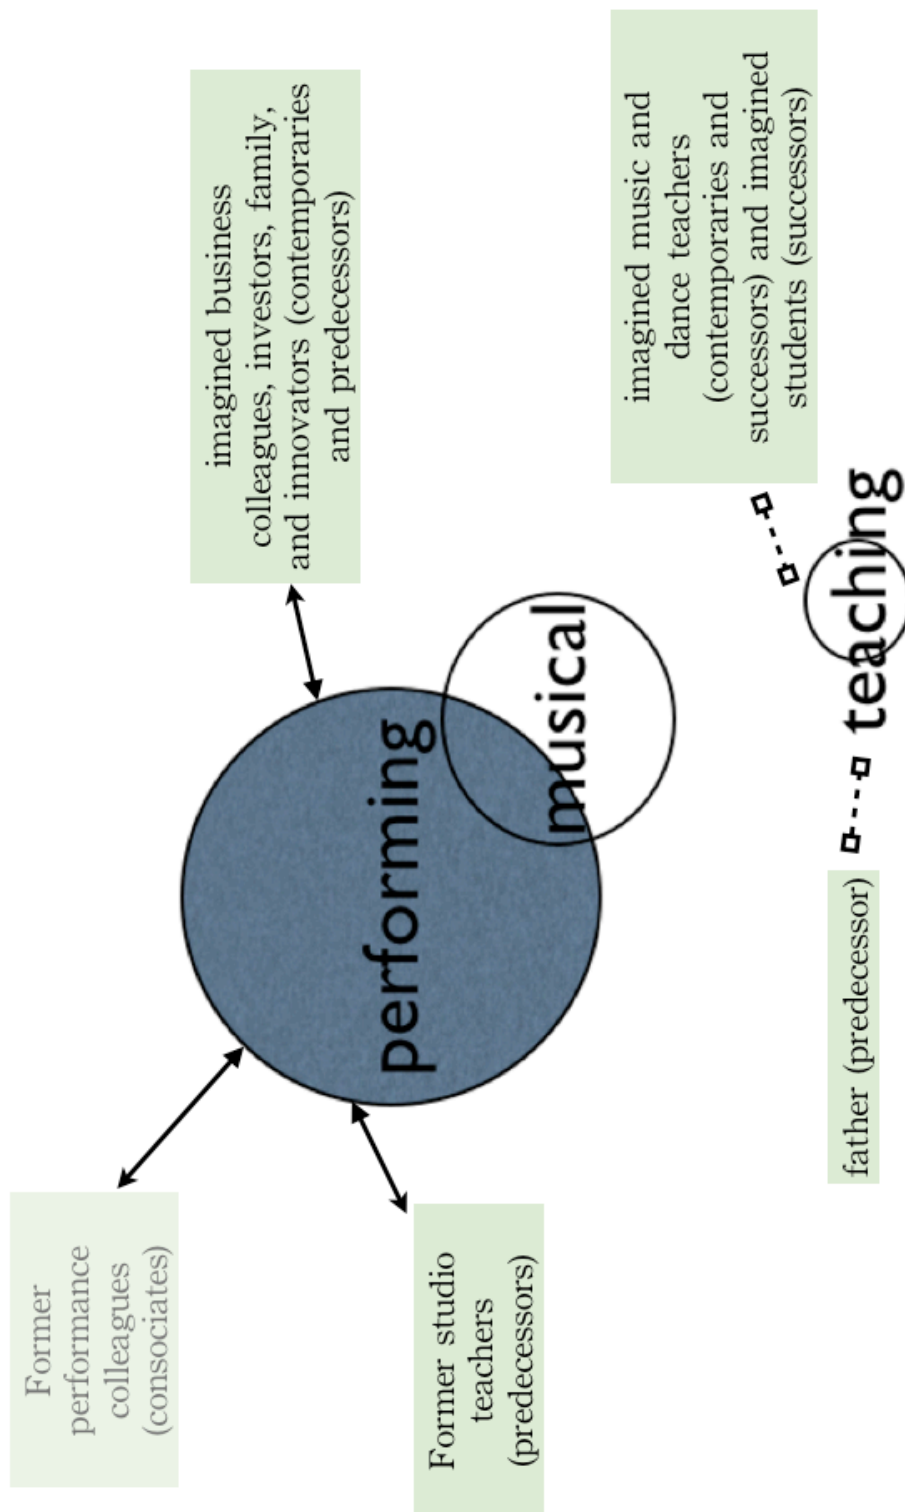 Former
performance
colleagues
(consociates)
imagined business
colleagues, investors, family,
and innovators (contemporaries
and predecessors)
performing
Former studio
teachers
(predecessors)
musical
imagined music and
dance teachers
(contemporaries and
successors) and imagined
students (successors)
father (predecessor)
teaching